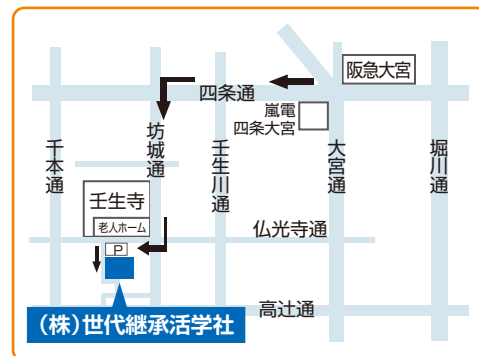 阪急大宮
四条通
嵐電
四条大宮
千本通
坊城通
壬生川通
大宮通
堀川通
壬生寺
老人ホーム
仏光寺通
P
高辻通
(株)世代継承活学社